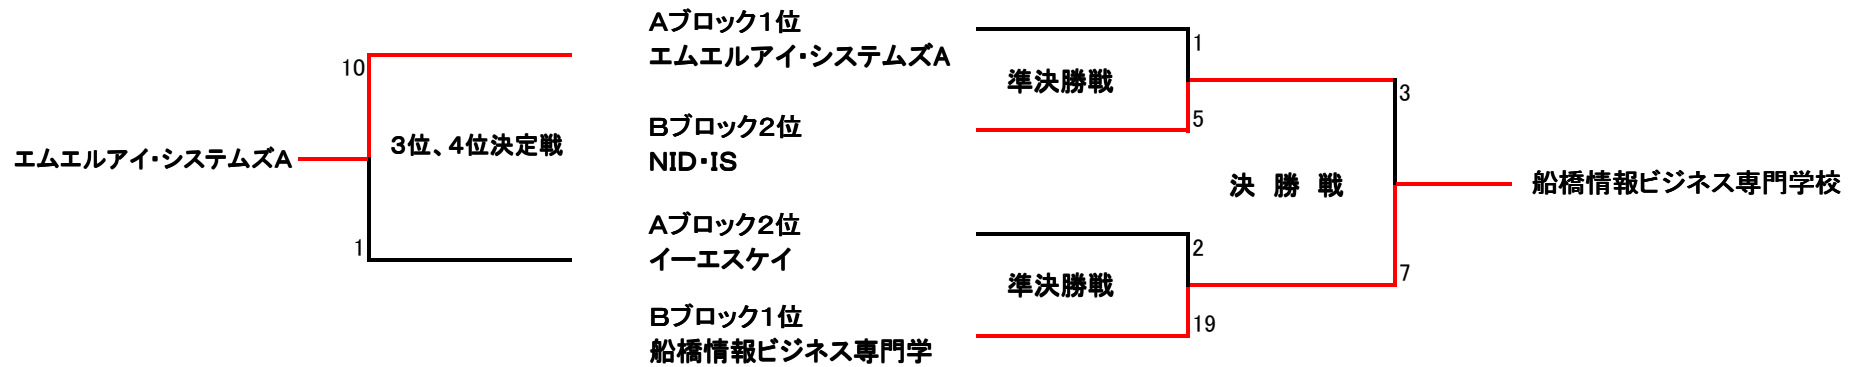 エムエルアイ・システムズA
10
3位、4位決定戦
1
Aブロック1位
エムエルアイ・システムズA
Bブロック2位
NID・IS
Aブロック2位
イーエスケイ
Bブロック1位
船橋情報ビジネス専門学
準決勝戦
1
5
準決勝戦
2
19
決 勝 戦
3
7
船橋情報ビジネス専門学校